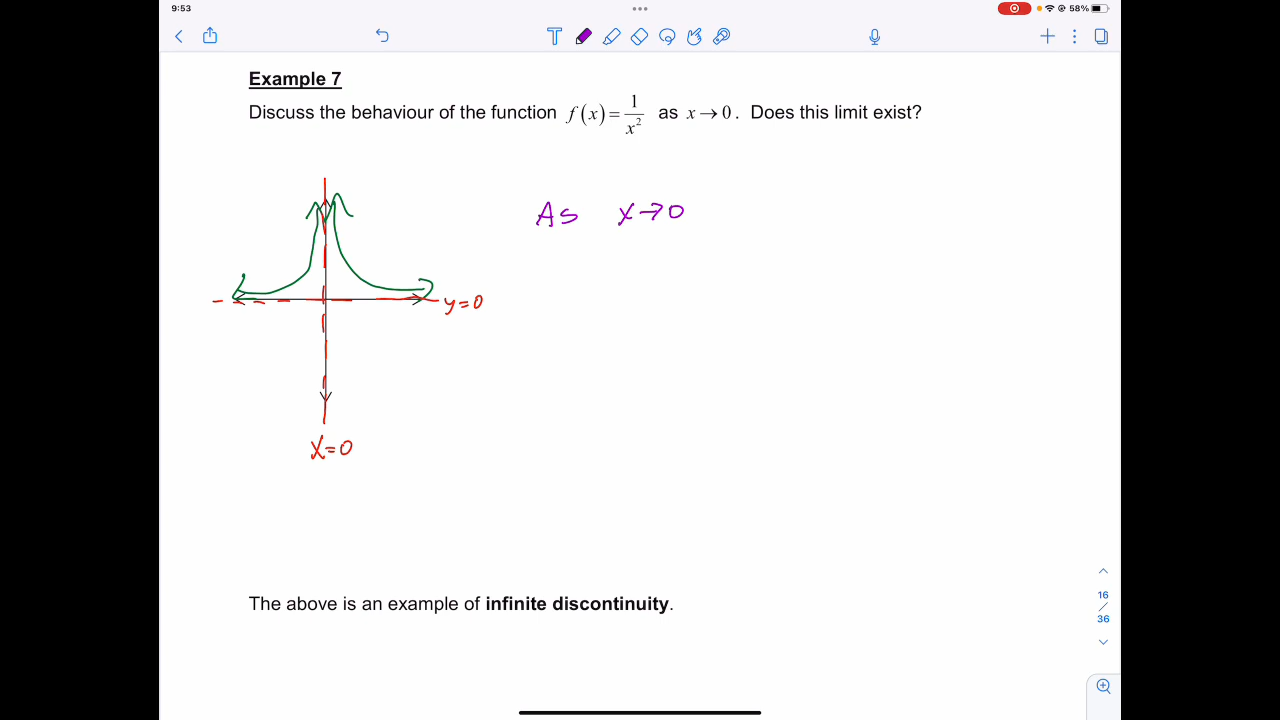 9:53
58%
Example 7
Discuss the behaviour of the function f(x)=1/x² as x→0. Does this limit exist?
As x→0
y=0
x=0
The above is an example of infinite discontinuity.
16
/
36